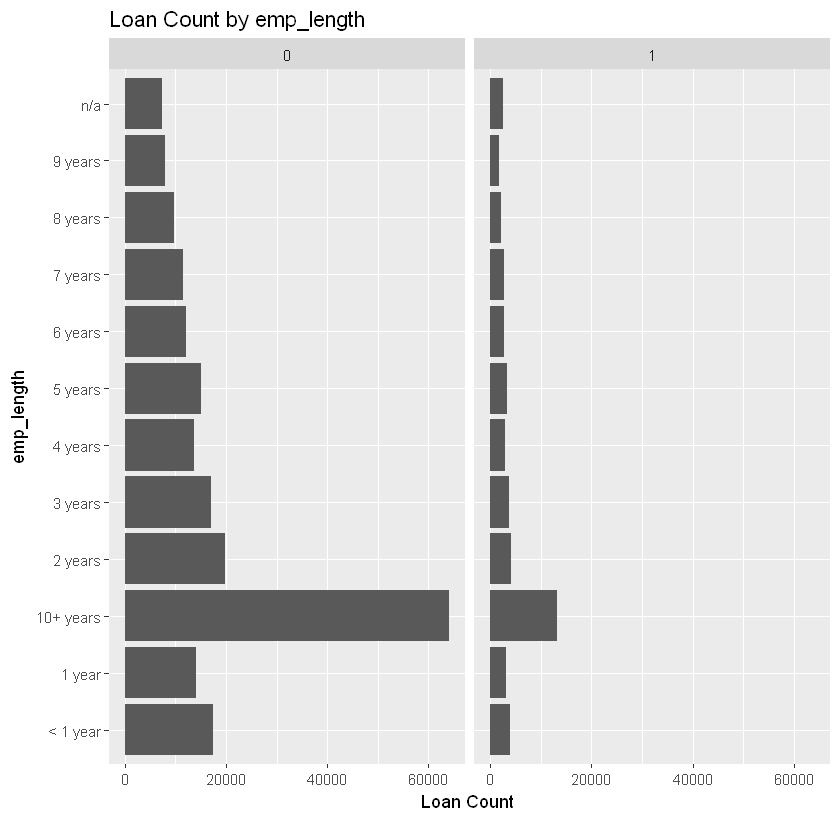 Loan Count by emp_length
0
1
n/a
9 years
8 years
7 years
6 years
5 years
4 years
3 years
2 years
10+ years
1 year
< 1 year
emp_length
0 20000 40000 60000
0 20000 40000 60000
Loan Count